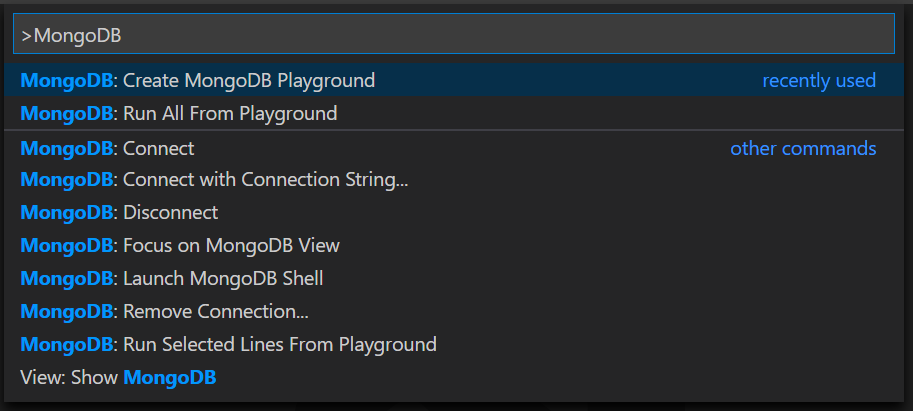 >MongoDB
MongoDB: Create MongoDB Playground recently used
MongoDB: Run All From Playground
MongoDB: Connect other commands
MongoDB: Connect with Connection String...
MongoDB: Disconnect
MongoDB: Focus on MongoDB View
MongoDB: Launch MongoDB Shell
MongoDB: Remove Connection...
MongoDB: Run Selected Lines From Playground
View: Show MongoDB